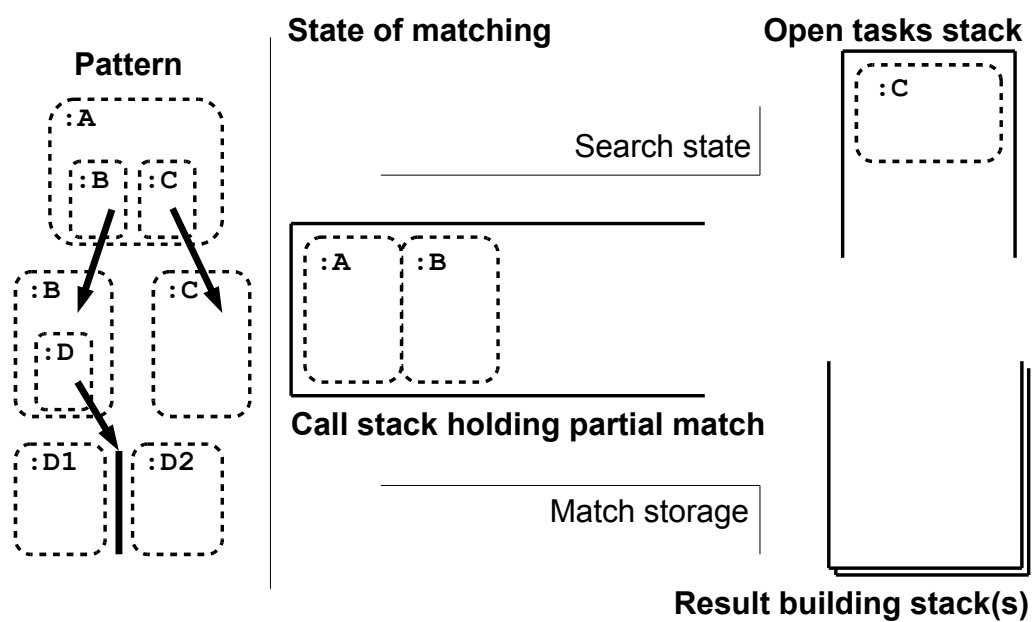 State of matching
Open tasks stack
Pattern
:A
:B :C
:B :C
:D
:D1 :D2
:C
Search state
:A :B
Call stack holding partial match
Match storage
Result building stack(s)